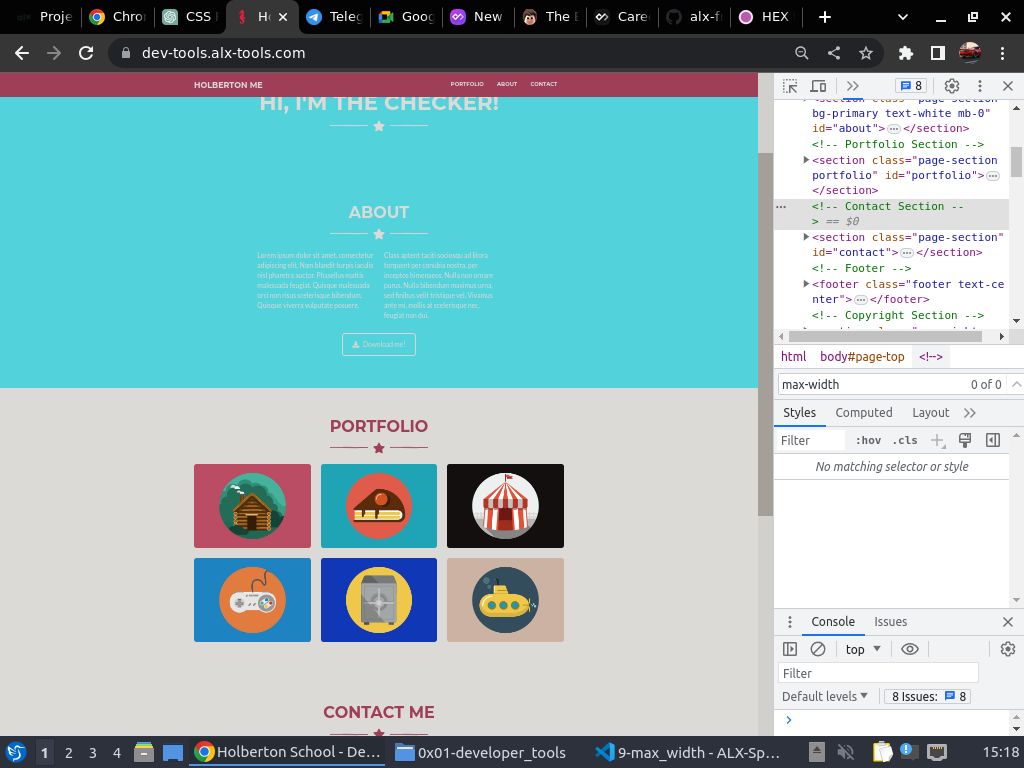 Proje
Chron
CSS F
Ho
Teleg
Goog
New
The E
Caree
alx-fr
HEX
dev-tools.alx-tools.com
HOLBERTON ME
PORTFOLIO ABOUT CONTACT
HI, I'M THE CHECKER!
ABOUT
Lorem ipsum dolor sit amet, consectetur
adipiscing elit. Nam blandit turpis iaculis
nisl pharetra auctor. Phasellus mattis
malesuada feugiat. Quisque malesuada
orci non risus scelerisque bibendum.
Quisque viverra vulputate posuere.
Class aptent taciti sociosqu ad litora
torquent per conubia nostra, per
inceptos himenaeos. Nulla non ornare
purus. Nulla bibendum maximus urna,
sed finibus velit tristique vel. Vivamus
ante mi, mollis at scelerisque nec,
feugiat non dui.
Download me!
PORTFOLIO
CONTACT ME
8
<section class="page-section
bg-primary text-white mb-0"
id="about"> </section>
<!-- Portfolio Section -->
<section class="page-section
portfolio" id="portfolio">
</section>
<!-- Contact Section --
> == $0
<section class="page-section"
id="contact"> </section>
<!-- Footer -->
<footer class="footer text-ce
nter"> </footer>
<!-- Copyright Section -->
html body#page-top <!-->
max-width 0 of 0
Styles Computed Layout
Filter :hov .cls
No matching selector or style
Console Issues
top
Filter
Default levels 8 Issues: 8
1 2 3 4
Holberton School - De...
0x01-developer_tools
9-max_width - ALX-Sp...
15:18